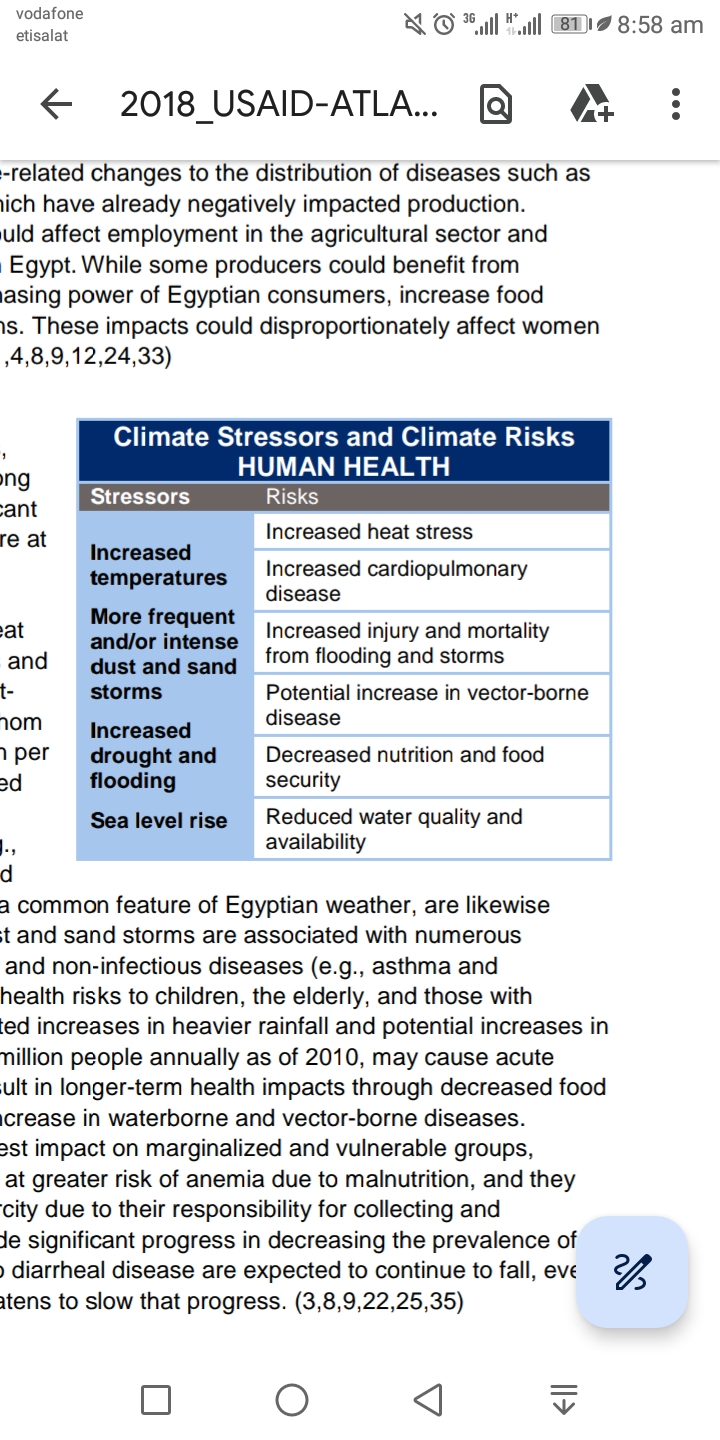 vodafone
etisalat
3G H+ 81 8:58 am
2018_USAID-ATLA...
-related changes to the distribution of diseases such as
ich have already negatively impacted production.
uld affect employment in the agricultural sector and
Egypt. While some producers could benefit from
asing power of Egyptian consumers, increase food
ns. These impacts could disproportionately affect women
,4,8,9,12,24,33)
,
ong
cant
re at
eat
and
t-
hom
n per
ed
g.,
d
Climate Stressors and Climate Risks
HUMAN HEALTH
Stressors Risks
Increased
temperatures
More frequent
and/or intense
dust and sand
storms
Increased
drought and
flooding
Sea level rise
Increased heat stress
Increased cardiopulmonary
disease
Increased injury and mortality
from flooding and storms
Potential increase in vector-borne
disease
Decreased nutrition and food
security
Reduced water quality and
availability
a common feature of Egyptian weather, are likewise
st and sand storms are associated with numerous
and non-infectious diseases (e.g., asthma and
health risks to children, the elderly, and those with
ted increases in heavier rainfall and potential increases in
million people annually as of 2010, may cause acute
sult in longer-term health impacts through decreased food
ncrease in waterborne and vector-borne diseases.
est impact on marginalized and vulnerable groups,
at greater risk of anemia due to malnutrition, and they
rcity due to their responsibility for collecting and
de significant progress in decreasing the prevalence of
o diarrheal disease are expected to continue to fall, eve
atens to slow that progress. (3,8,9,22,25,35)